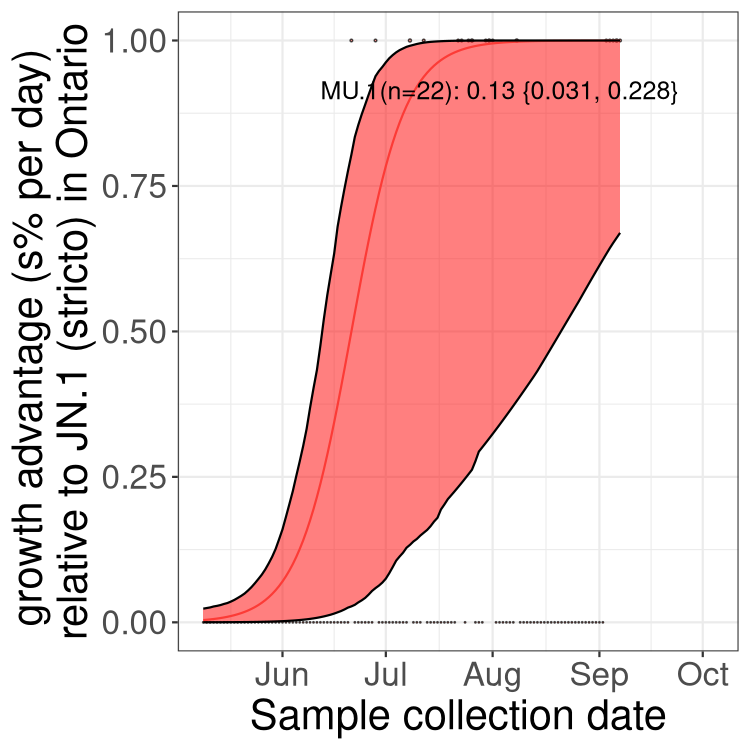 growth advantage (s% per day)
relative to JN.1 (stricto) in Ontario
1.00
0.75
0.50
0.25
0.00
MU.1(n=22): 0.13 {0.031, 0.228}
Jun Jul Aug Sep Oct
Sample collection date